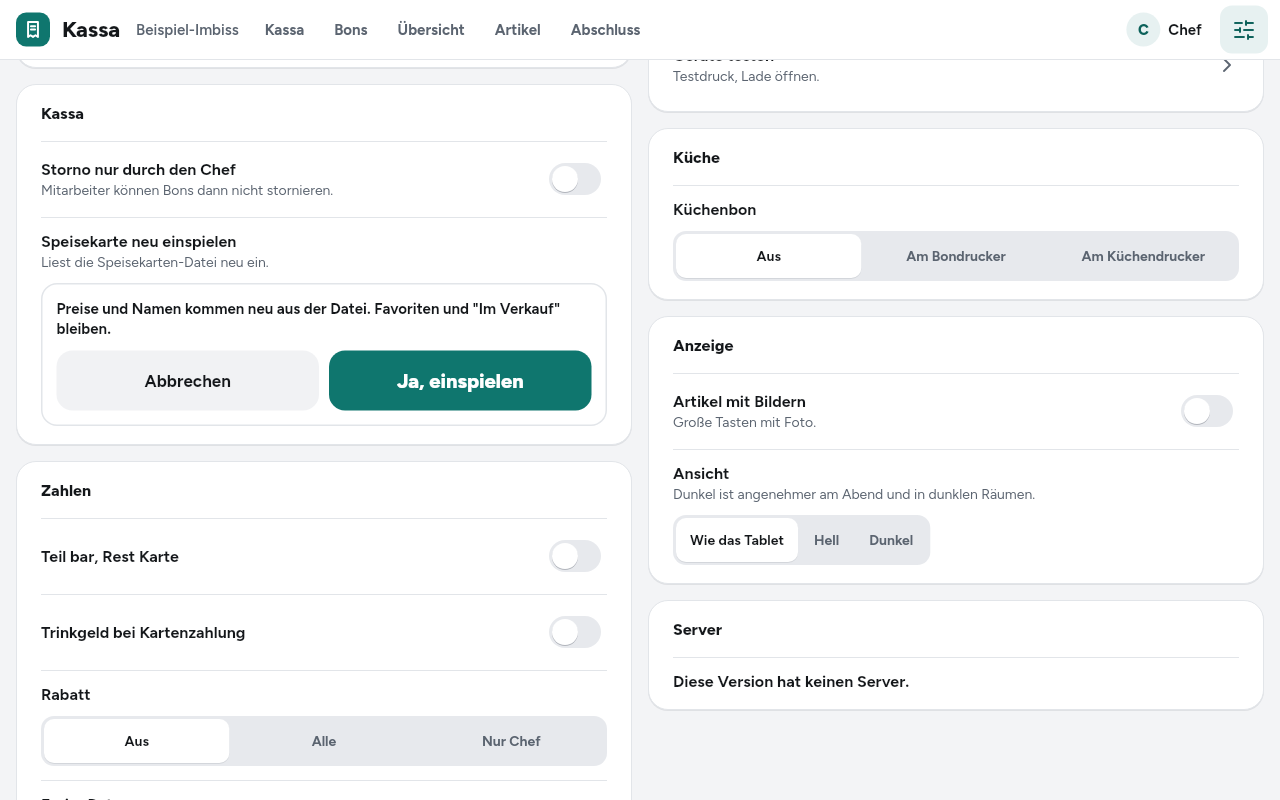 Kassa
Beispiel-Imbiss
Kassa
Bons
Übersicht
Artikel
Abschluss
C
Chef
Kassa
Storno nur durch den Chef
Mitarbeiter können Bons dann nicht stornieren.
Speisekarte neu einspielen
Liest die Speisekarten-Datei neu ein.
Preise und Namen kommen neu aus der Datei. Favoriten und "Im Verkauf"
bleiben.
Abbrechen
Ja, einspielen
Zahlen
Teil bar, Rest Karte
Trinkgeld bei Kartenzahlung
Rabatt
Aus
Alle
Nur Chef
Testdruck, Lade öffnen.
Küche
Küchenbon
Aus
Am Bondrucker
Am Küchendrucker
Anzeige
Artikel mit Bildern
Große Tasten mit Foto.
Ansicht
Dunkel ist angenehmer am Abend und in dunklen Räumen.
Wie das Tablet
Hell
Dunkel
Server
Diese Version hat keinen Server.